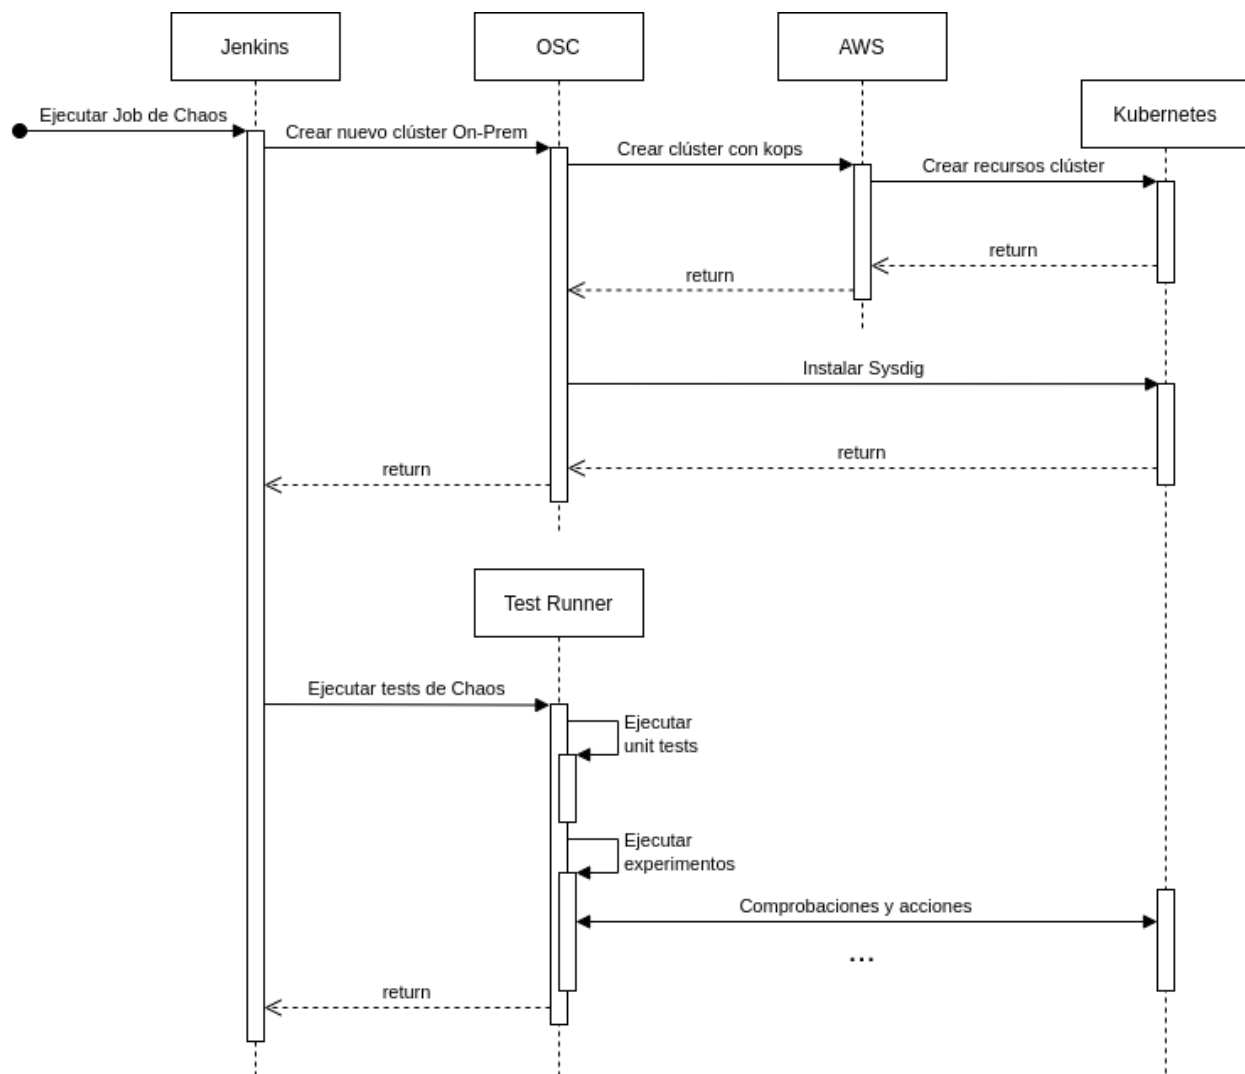 Jenkins
OSC
AWS
Kubernetes
Ejecutar Job de Chaos
Crear nuevo clúster On-Prem
Crear clúster con kops
Crear recursos clúster
return
return
Instalar Sysdig
return
return
Test Runner
Ejecutar tests de Chaos
Ejecutar
unit tests
Ejecutar
experimentos
Comprobaciones y acciones
...
return